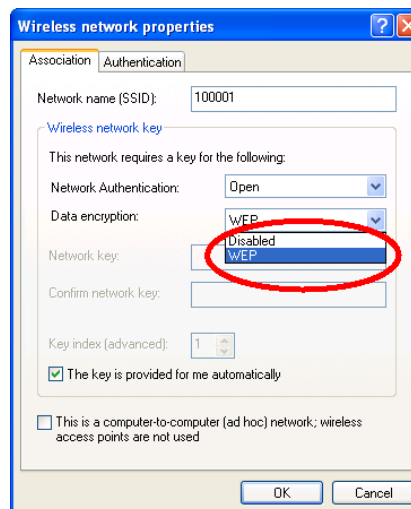 Wireless network properties
Association Authentication
Network name (SSID): 100001
Wireless network key
This network requires a key for the following:
Network Authentication: Open
Data encryption: WEP
Disabled
WEP
Network key:
Confirm network key:
Key index (advanced): 1
The key is provided for me automatically
This is a computer-to-computer (ad hoc) network; wireless
access points are not used
OK Cancel